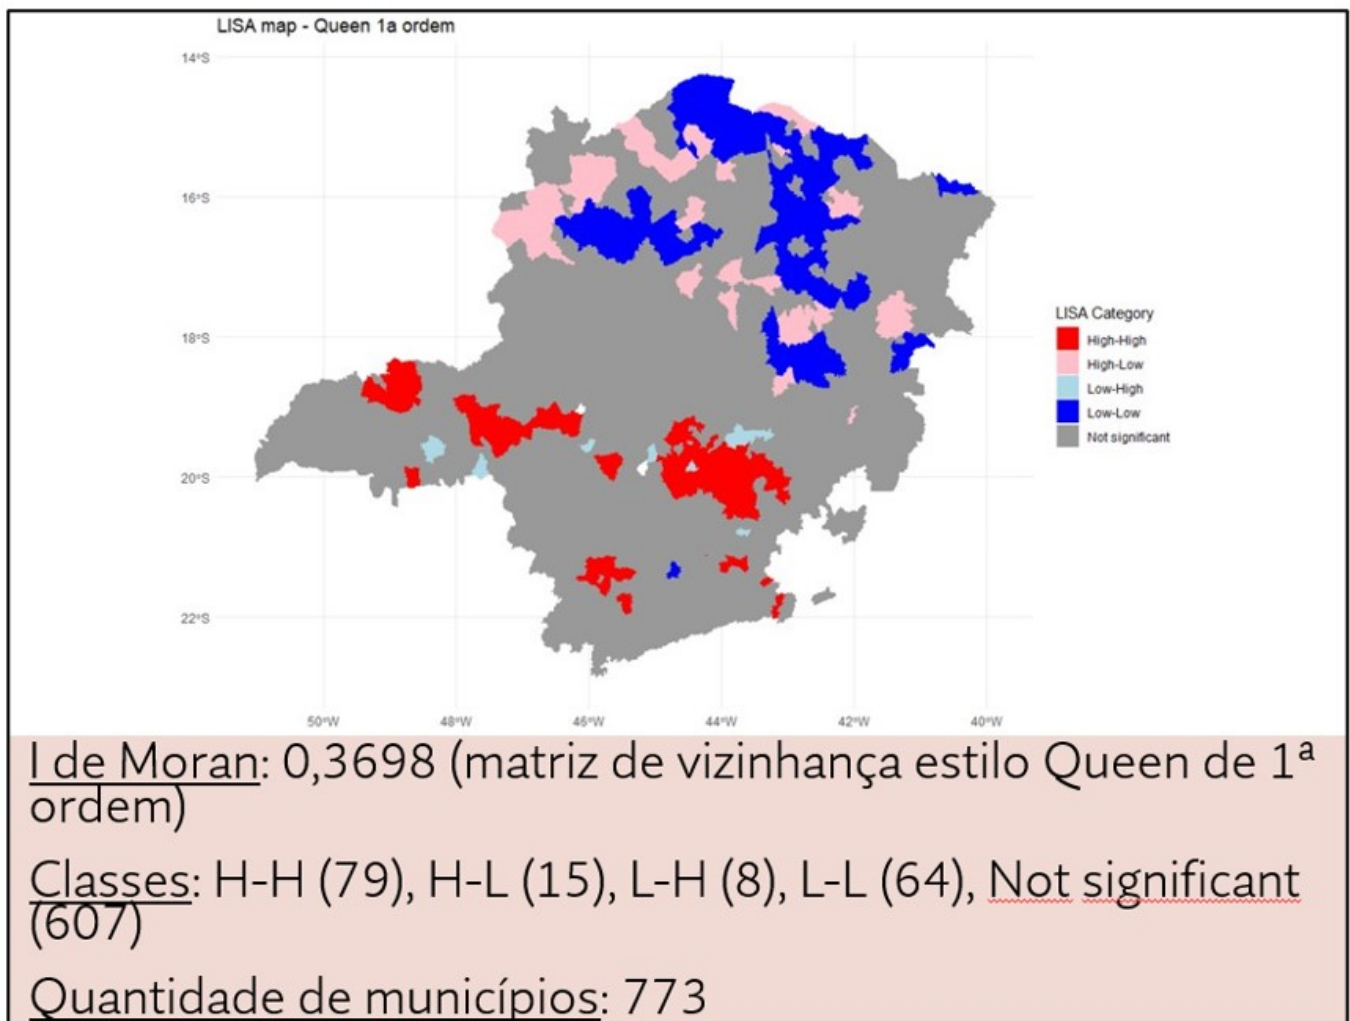 LISA map - Queen 1a ordem
14°S
16°S
18°S
20°S
22°S
50°W
48°W
46°W
44°W
42°W
40°W
LISA Category
High-High
High-Low
Low-High
Low-Low
Not significant
I de Moran: 0,3698 (matriz de vizinhança estilo Queen de 1ª
ordem)
Classes: H-H (79), H-L (15), L-H (8), L-L (64), Not significant
(607)
Quantidade de municípios: 773